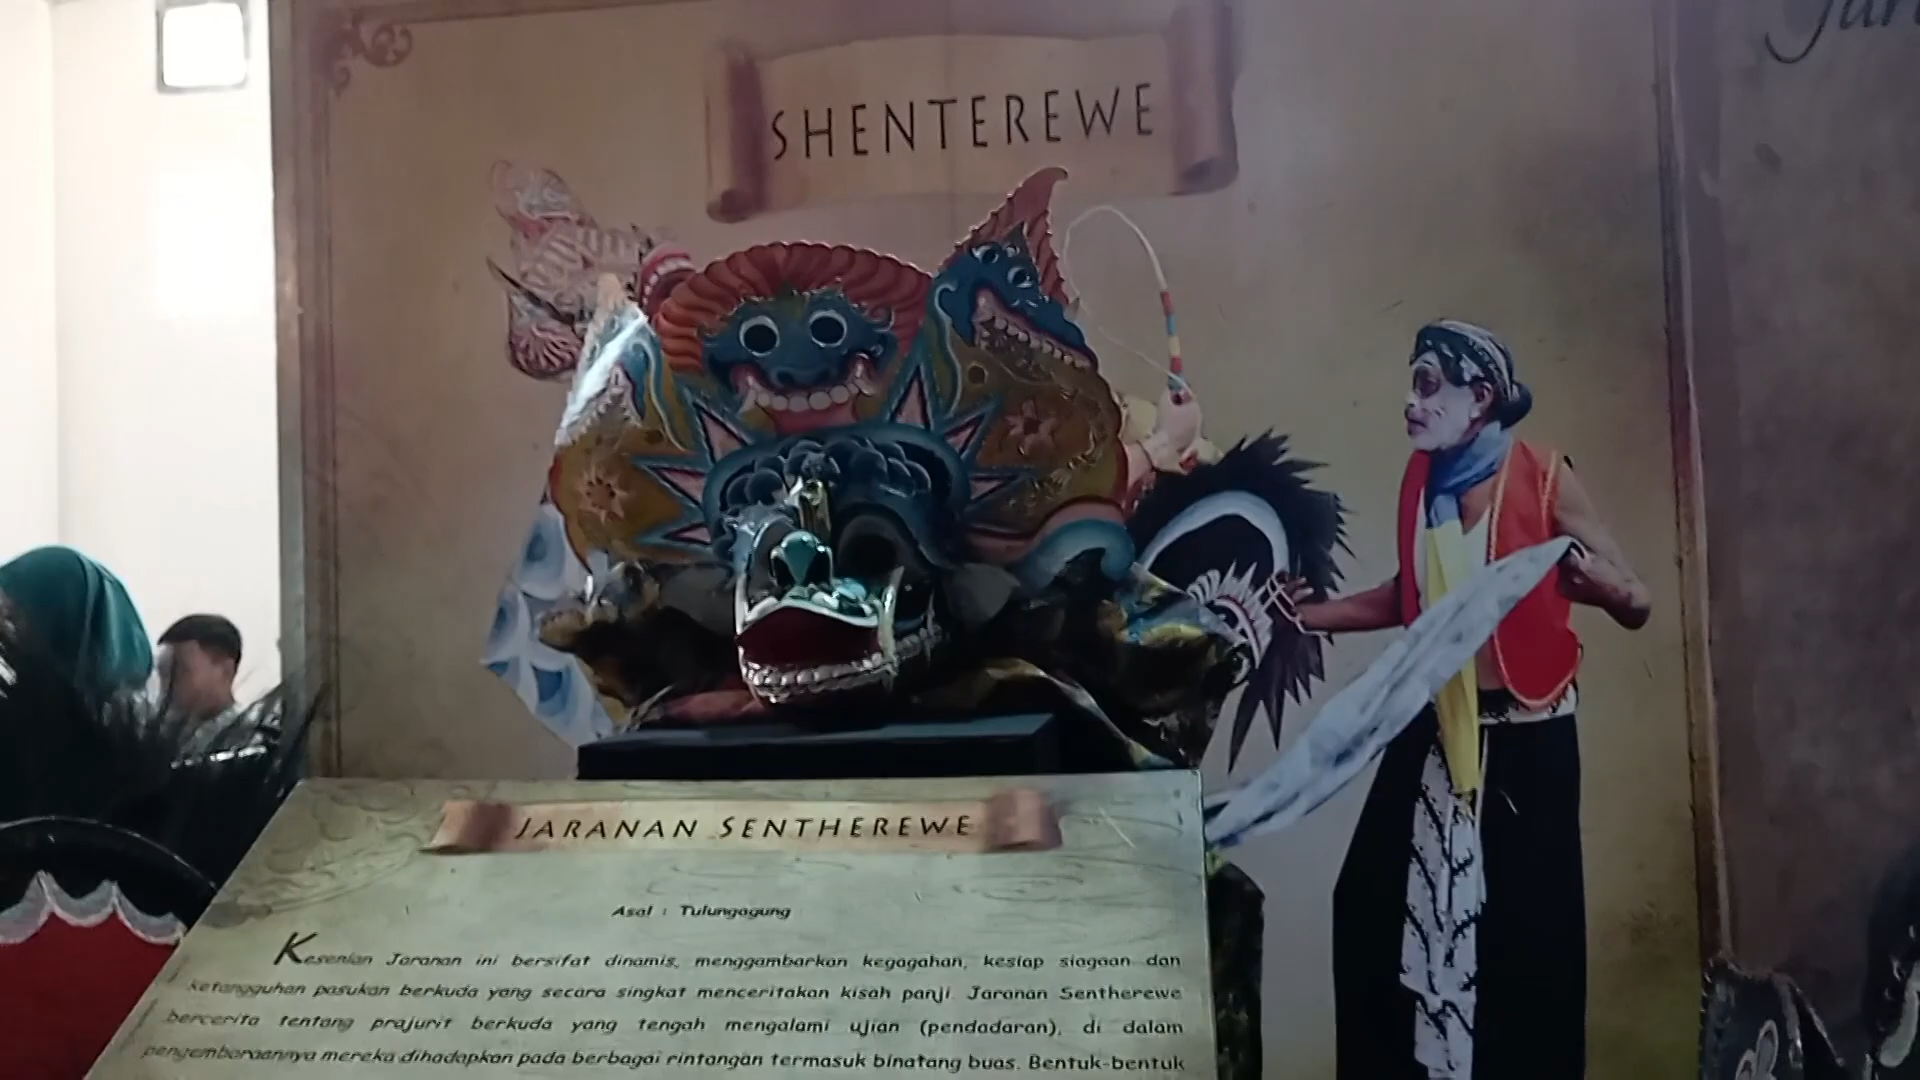 Jar
SHENTEREWE
JARANAN SENTHEREWE
Asal : Tulungagung
Kesenian Jaranan ini bersifat dinamis, menggambarkan kegagahan, kesiap siagaan dan
ketangguhan pasukan berkuda yang secara singkat menceritakan kisah panji. Jaranan Sentherewe
bercerita tentang prajurit berkuda yang tengah mengalami ujian (pendadaran), di dalam
pengembaraannya mereka dihadapkan pada berbagai rintangan termasuk binatang buas. Bentuk-bentuk